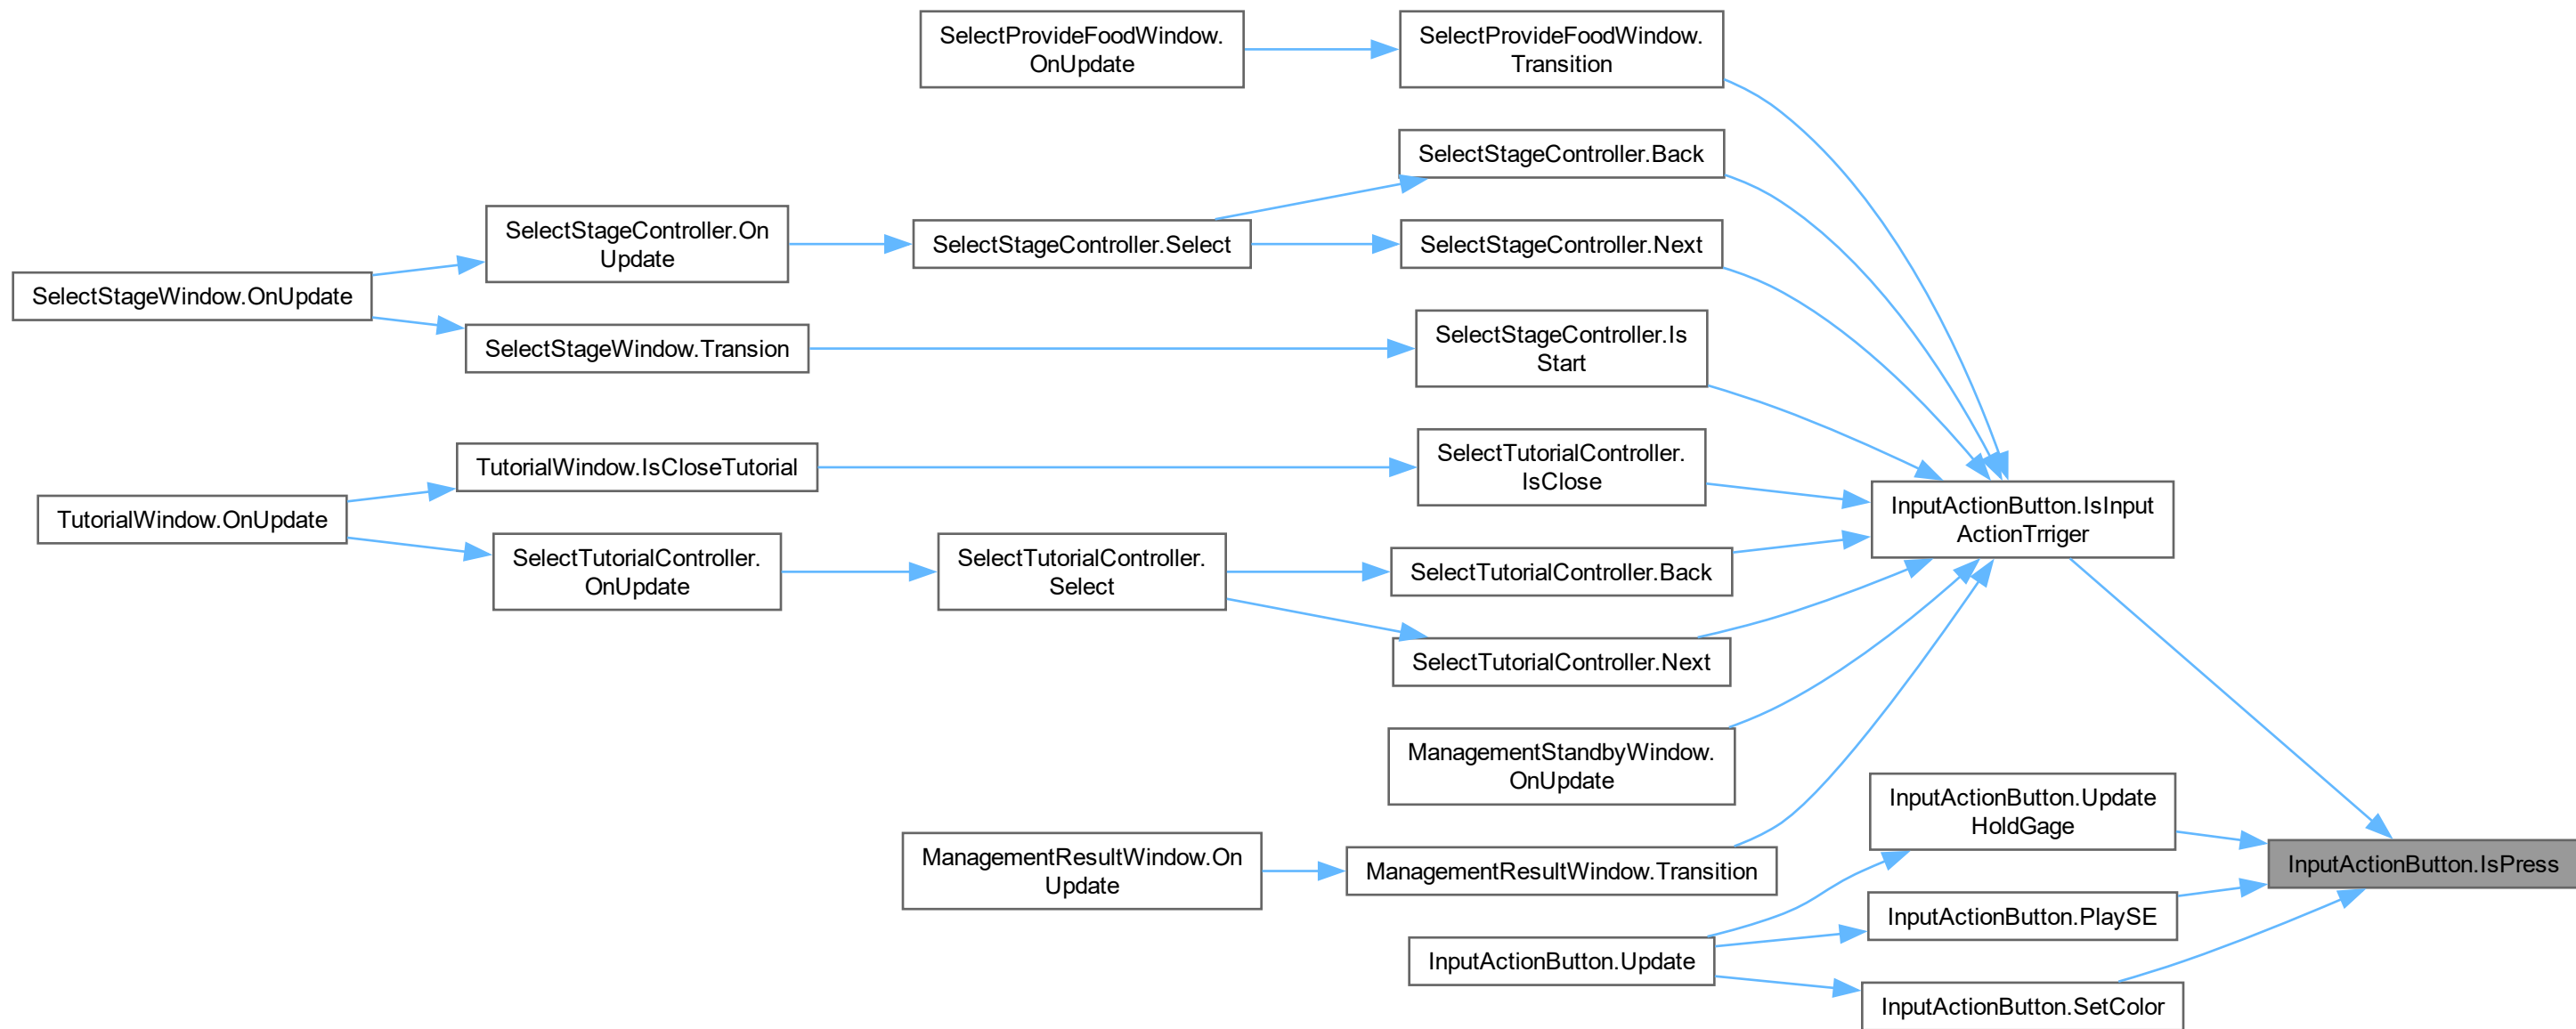 SelectProvideFoodWindow.
OnUpdate
SelectProvideFoodWindow.
Transition
SelectStageController.Back
SelectStageController.On
Update
SelectStageController.Select
SelectStageController.Next
SelectStageWindow.OnUpdate
SelectStageWindow.Transion
SelectStageController.Is
Start
TutorialWindow.IsCloseTutorial
SelectTutorialController.
IsClose
TutorialWindow.OnUpdate
InputActionButton.IsInput
ActionTrriger
SelectTutorialController.
OnUpdate
SelectTutorialController.
Select
SelectTutorialController.Back
SelectTutorialController.Next
ManagementStandbyWindow.
OnUpdate
InputActionButton.Update
HoldGage
ManagementResultWindow.On
Update
ManagementResultWindow.Transition
InputActionButton.IsPress
InputActionButton.PlaySE
InputActionButton.Update
InputActionButton.SetColor